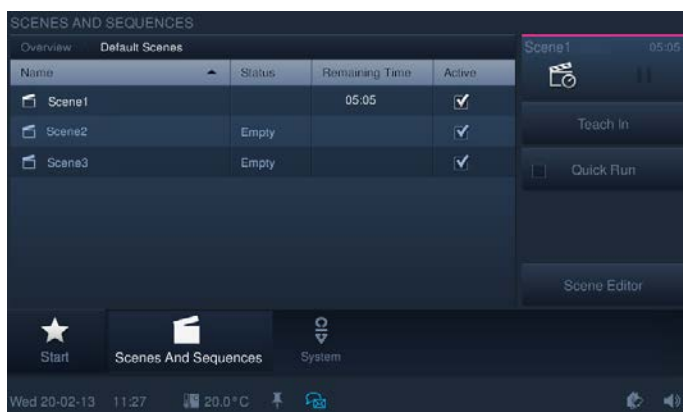 SCENES AND SEQUENCES
Overview Default Scenes
Name Status Remaining Time Active
Scene1 05:05
Scene2 Empty
Scene3 Empty
Scene1 05:05
Teach In
Quick Run
Scene Editor
Start Scenes And Sequences System
Wed 20-02-13 11:27 20.0°C